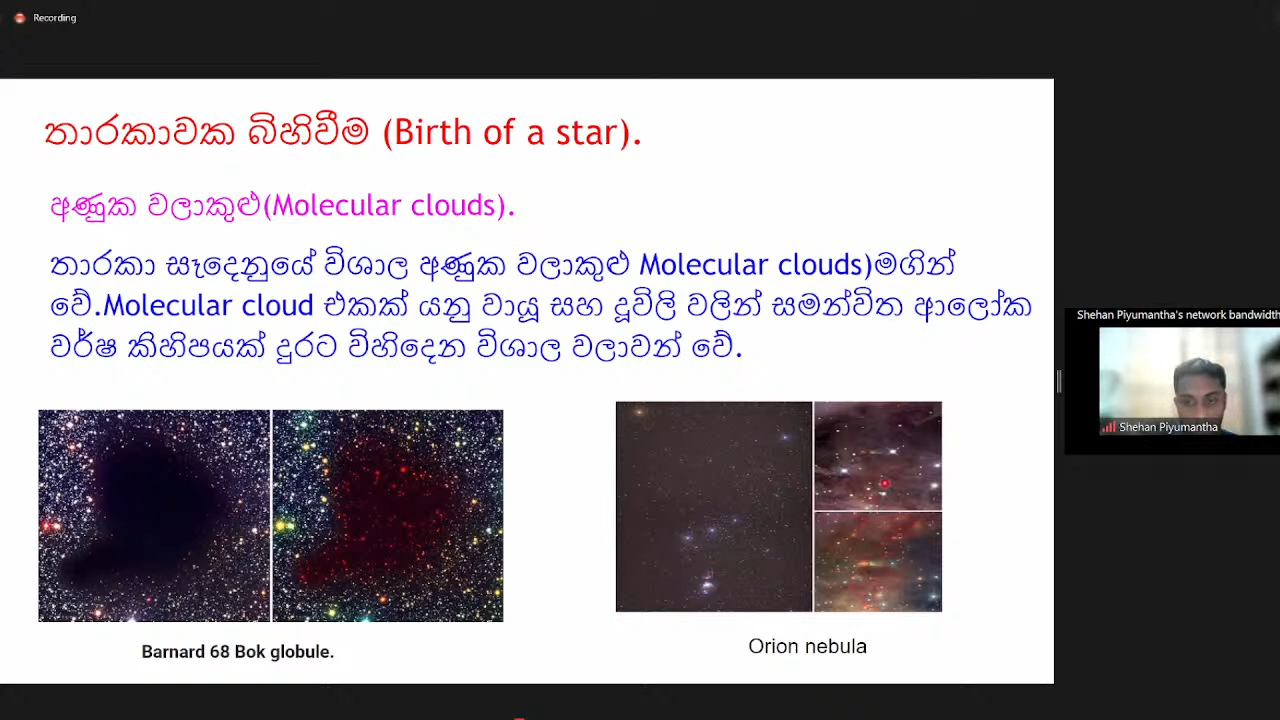 Recording
තාරකාවක බිහිවීම (Birth of a star).
අණුක වලාකුළු(Molecular clouds).
තාරකා සෑදෙනුයේ විශාල අණුක වලාකුළු Molecular clouds)මගින්
වේ.Molecular cloud එකක් යනු වායූ සහ දූවිලි වලින් සමන්විත ආලෝක
වර්ෂ කිහිපයක් දුරට විහිදෙන විශාල වලාවන් වේ.
Shehan Piyumantha's network bandwidth
Shehan Piyumantha
Barnard 68 Bok globule.
Orion nebula